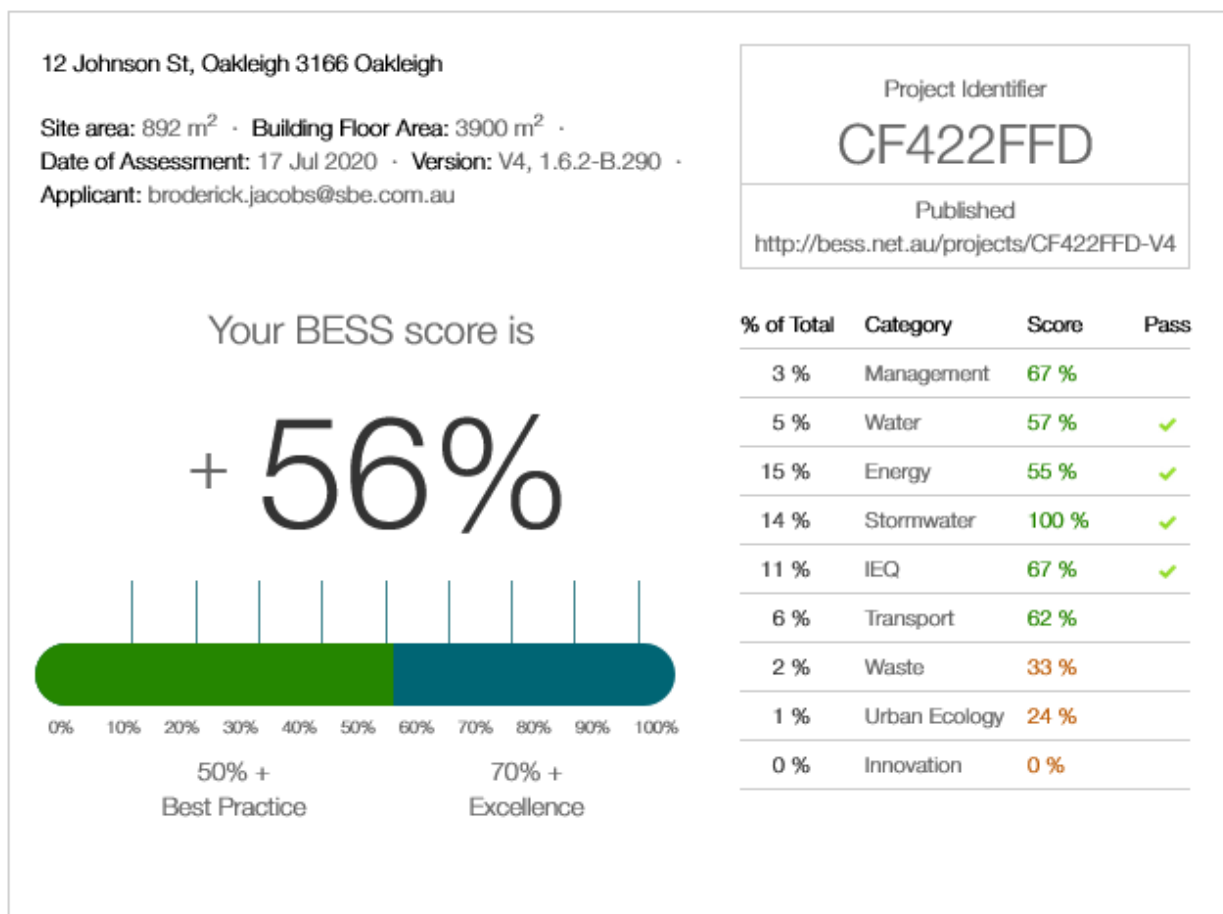 12 Johnson St, Oakleigh 3166 Oakleigh
Site area: 892 m² · Building Floor Area: 3900 m² ·
Date of Assessment: 17 Jul 2020 · Version: V4, 1.6.2-B.290 ·
Applicant: broderick.jacobs@sbe.com.au
Project Identifier
CF422FFD
Published
http://bess.net.au/projects/CF422FFD-V4
Your BESS score is
+ 56%
0% 10% 20% 30% 40% 50% 60% 70% 80% 90% 100%
50% +
Best Practice
70% +
Excellence
% of Total Category Score Pass
3 % Management 67 %
5 % Water 57 % ✓
15 % Energy 55 % ✓
14 % Stormwater 100 % ✓
11 % IEQ 67 % ✓
6 % Transport 62 %
2 % Waste 33 %
1 % Urban Ecology 24 %
0 % Innovation 0 %